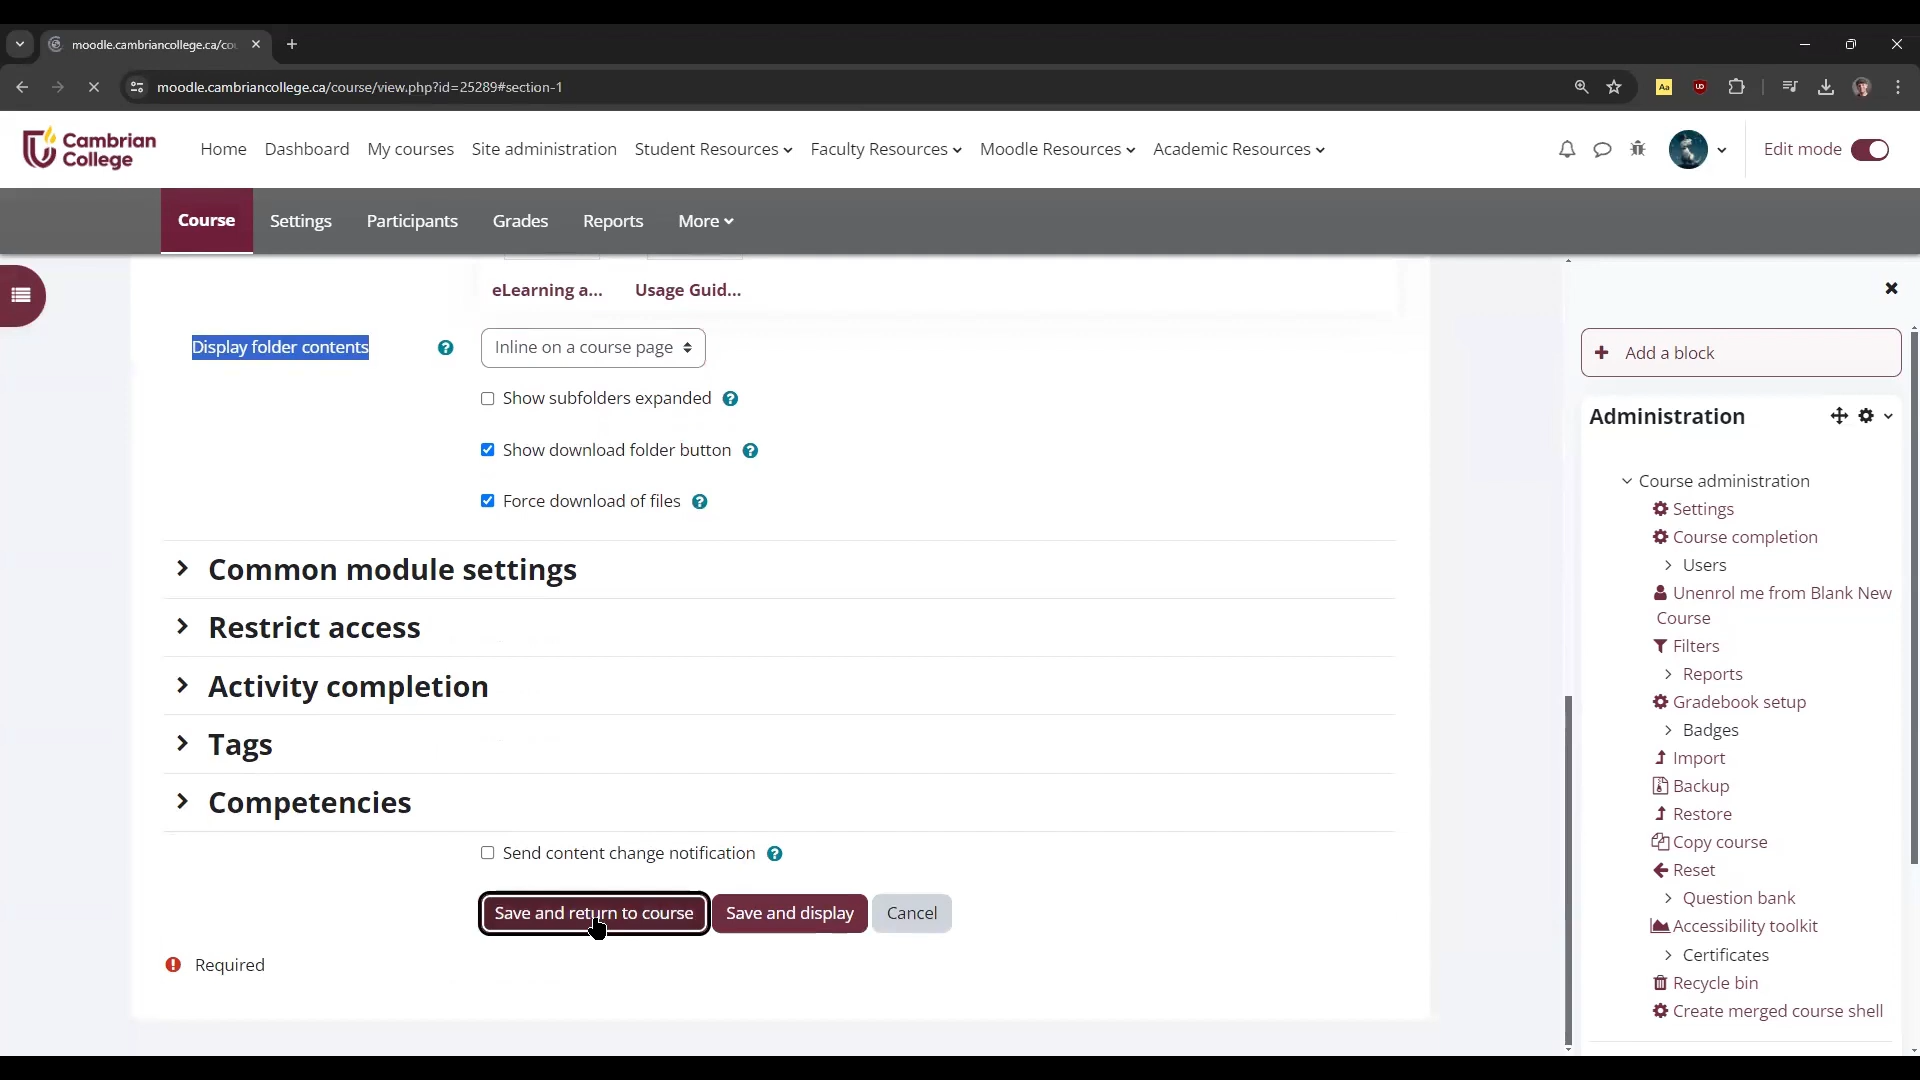 moodle.cambriancollege.ca/cou
moodle.cambriancollege.ca/course/view.php?id=25289#section-1
Aa
UD
Cambrian
College
Home
Dashboard
My courses
Site administration
Student Resources
Faculty Resources
Moodle Resources
Academic Resources
Edit mode
Course
Settings
Participants
Grades
Reports
More
eLearning a...
Usage Guid...
Display folder contents
Inline on a course page
Show subfolders expanded
Show download folder button
Force download of files
Common module settings
Restrict access
Activity completion
Tags
Competencies
Send content change notification
Save and return to course
Save and display
Cancel
Required
Add a block
Administration
Course administration
Settings
Course completion
Users
Unenrol me from Blank New
Course
Filters
Reports
Gradebook setup
Badges
Import
Backup
Restore
Copy course
Reset
Question bank
Accessibility toolkit
Certificates
Recycle bin
Create merged course shell